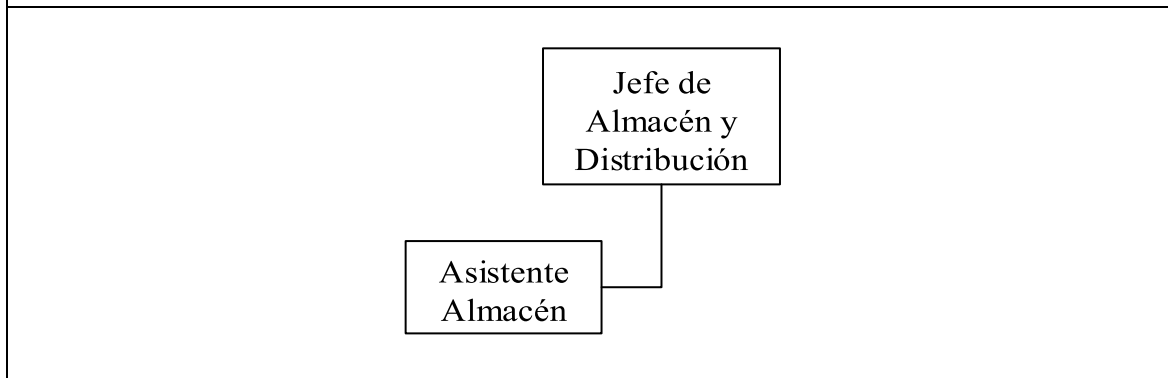 Jefe de
Almacén y
Distribución
Asistente
Almacén